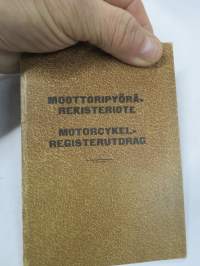 MOOTTORIPYÖRÄ-
REKISTERIOTE
MOTORCYKEL-
REGISTERUTDRAG